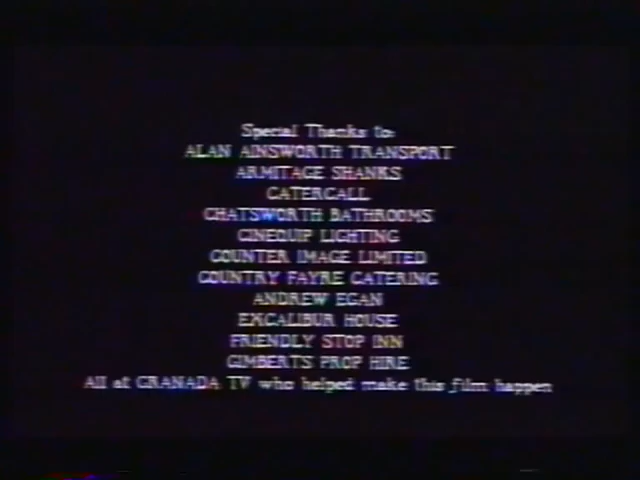 Special Thanks to:
ALAN AINSWORTH TRANSPORT
ARMITAGE SHANKS
CATERCALL
CHATSWORTH BATHROOMS
CINEQUIP LIGHTING
COUNTER IMAGE LIMITED
COUNTRY FAYRE CATERING
ANDREW EGAN
EXCALIBUR HOUSE
FRIENDLY STOP INN
GIMBERTS PROP HIRE
All at GRANADA TV who helped make this film happen